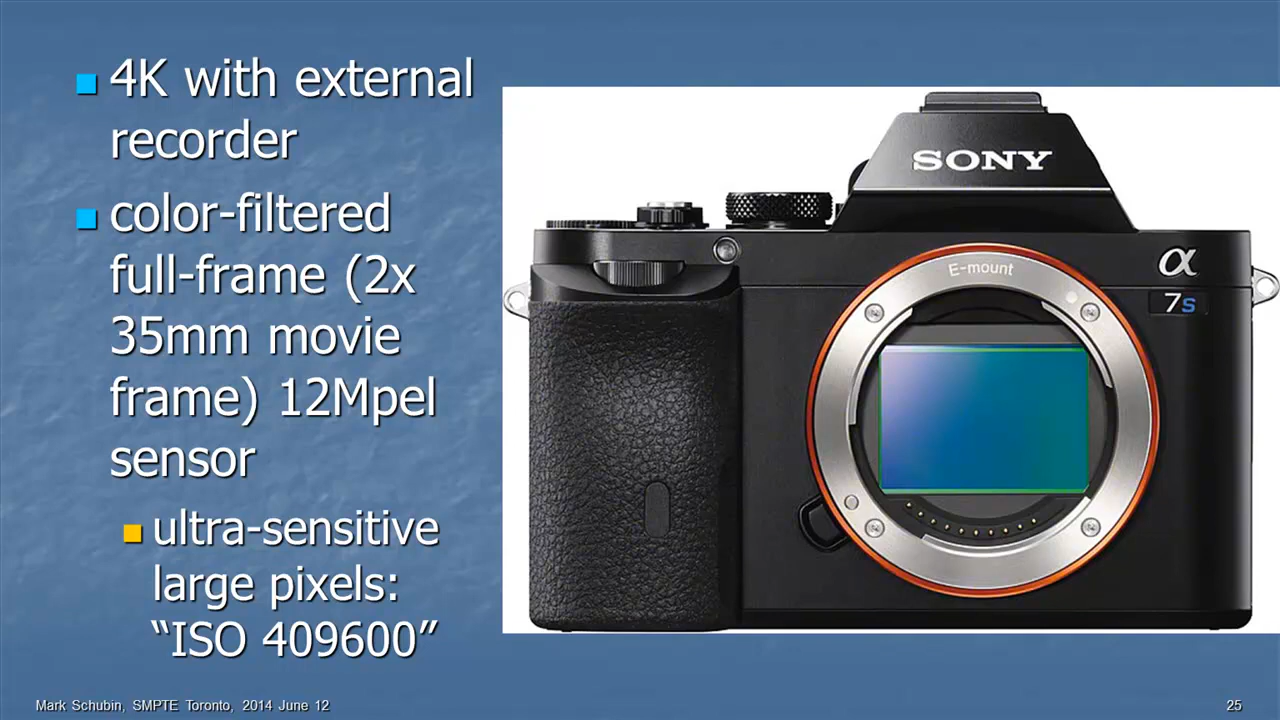 4K with external
recorder
color-filtered
full-frame (2x
35mm movie
frame) 12Mpel
sensor
ultra-sensitive
large pixels:
“ISO 409600”
SONY
E-mount
α
7s
Mark Schubin, SMPTE Toronto, 2014 June 12
25